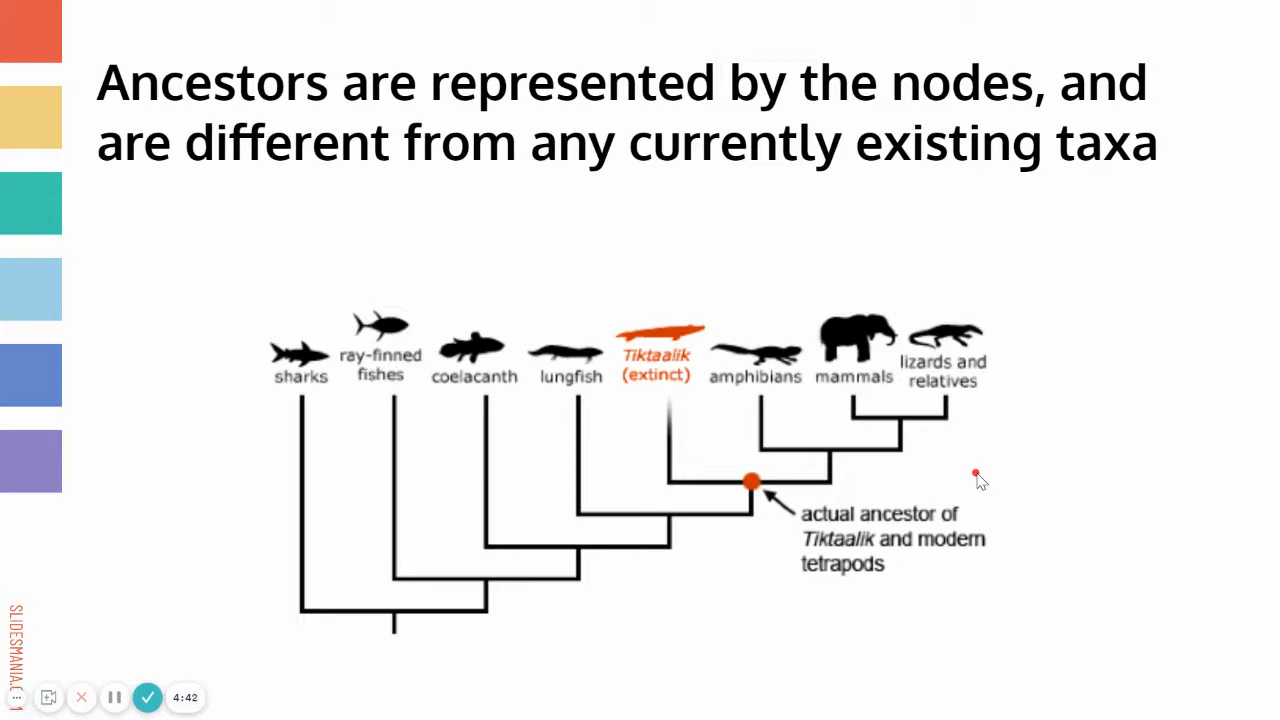 Ancestors are represented by the nodes, and
are different from any currently existing taxa
sharks
ray-finned
fishes
coelacanth
lungfish
Tiktaalik
(extinct)
amphibians
mammals
lizards and
relatives
actual ancestor of
Tiktaalik and modern
tetrapods
4:42